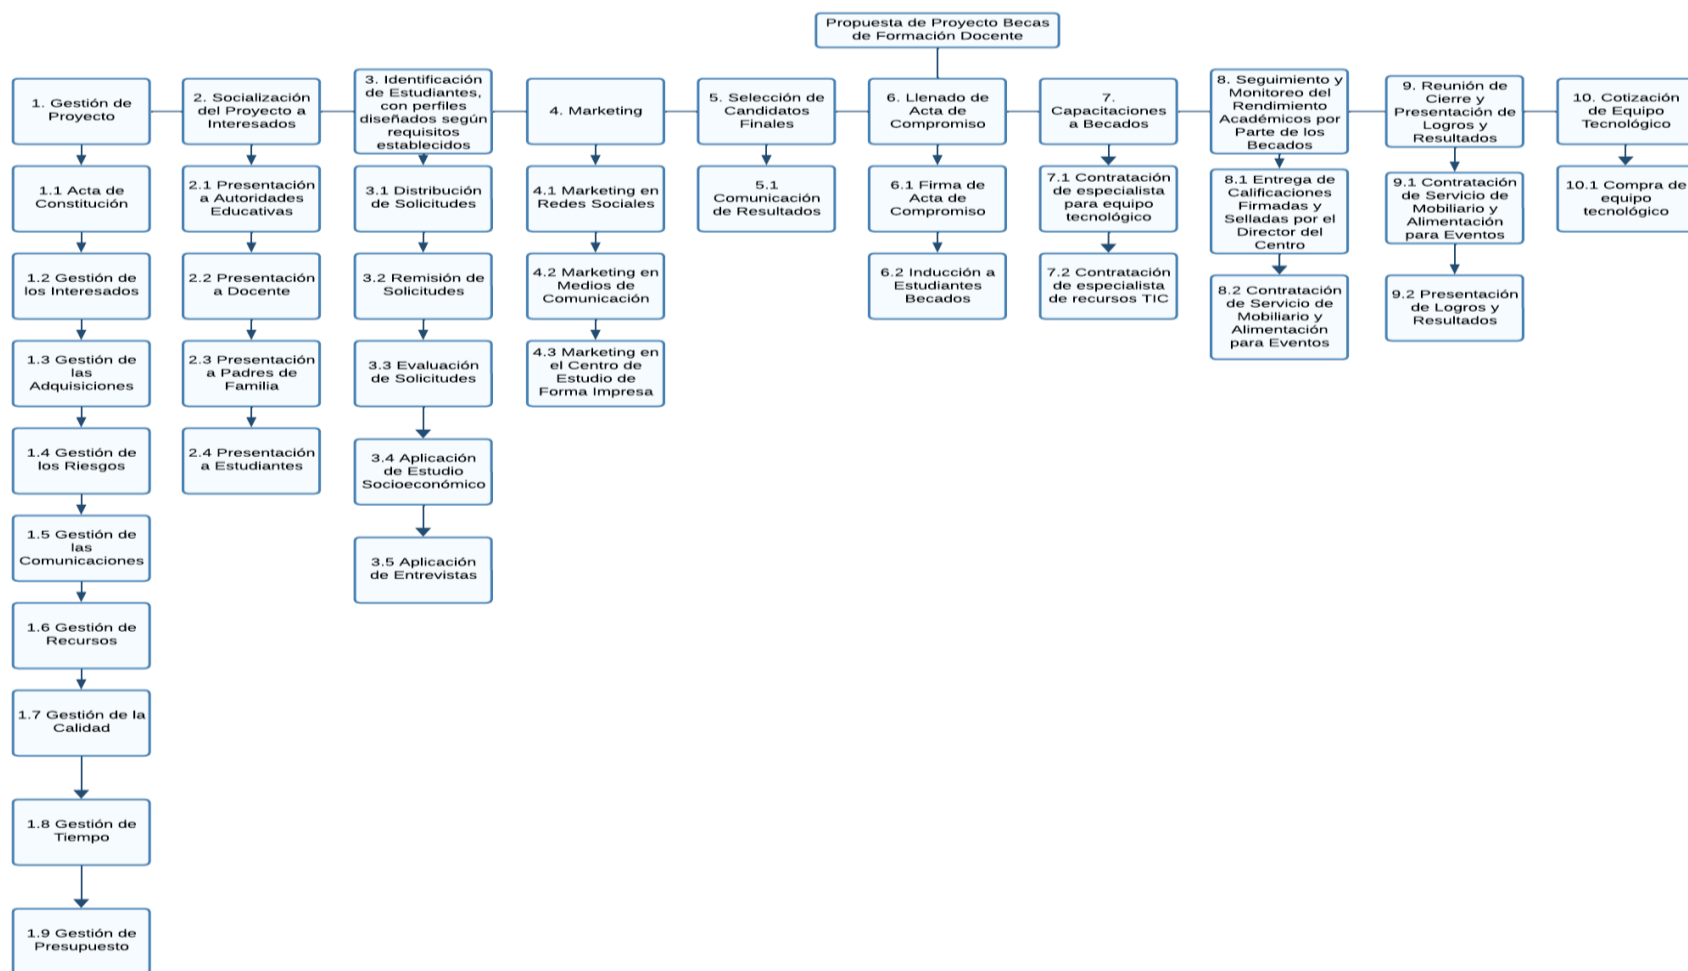 Propuesta de Proyecto Becas
de Formación Docente
1. Gestión de
Proyecto
2. Socialización
del Proyecto a
Interesados
3. Identificación
de Estudiantes,
con perfiles
diseñados según
requisitos
establecidos
4. Marketing
5. Selección de
Candidatos
Finales
6. Llenado de
Acta de
Compromiso
7.
Capacitaciones
a Becados
8. Seguimiento y
Monitoreo del
Rendimiento
Académicos por
Parte de los
Becados
9. Reunión de
Cierre y
Presentación de
Logros y
Resultados
10. Cotización
de Equipo
Tecnológico
1.1 Acta de
Constitución
1.2 Gestión de
los Interesados
1.3 Gestión de
las
Adquisiciones
1.4 Gestión de
los Riesgos
1.5 Gestión de
las
Comunicaciones
1.6 Gestión de
Recursos
1.7 Gestión de la
Calidad
1.8 Gestión de
Tiempo
1.9 Gestión de
Presupuesto
2.1 Presentación
a Autoridades
Educativas
2.2 Presentación
a Docente
2.3 Presentación
a Padres de
Familia
2.4 Presentación
a Estudiantes
3.1 Distribución
de Solicitudes
3.2 Remisión de
Solicitudes
3.3 Evaluación
de Solicitudes
3.4 Aplicación
de Estudio
Socioeconómico
3.5 Aplicación
de Entrevistas
4.1 Marketing en
Redes Sociales
4.2 Marketing en
Medios de
Comunicación
4.3 Marketing en
el Centro de
Estudio de
Forma Impresa
5.1
Comunicación
de Resultados
6.1 Firma de
Acta de
Compromiso
6.2 Inducción a
Estudiantes
Becados
7.1 Contratación
de especialista
para equipo
tecnológico
7.2 Contratación
de especialista
de recursos TIC
8.1 Entrega de
Calificaciones
Firmadas y
Selladas por el
Director del
Centro
8.2 Contratación
de Servicio de
Mobiliario y
Alimentación
para Eventos
9.1 Contratación
de Servicio de
Mobiliario y
Alimentación
para Eventos
9.2 Presentación
de Logros y
Resultados
10.1 Compra de
equipo
tecnológico